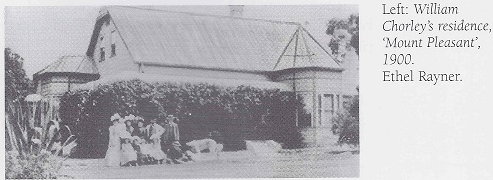 Left: William
Chorley's residence,
‘Mount Pleasant’,
1900.
Ethel Rayner.